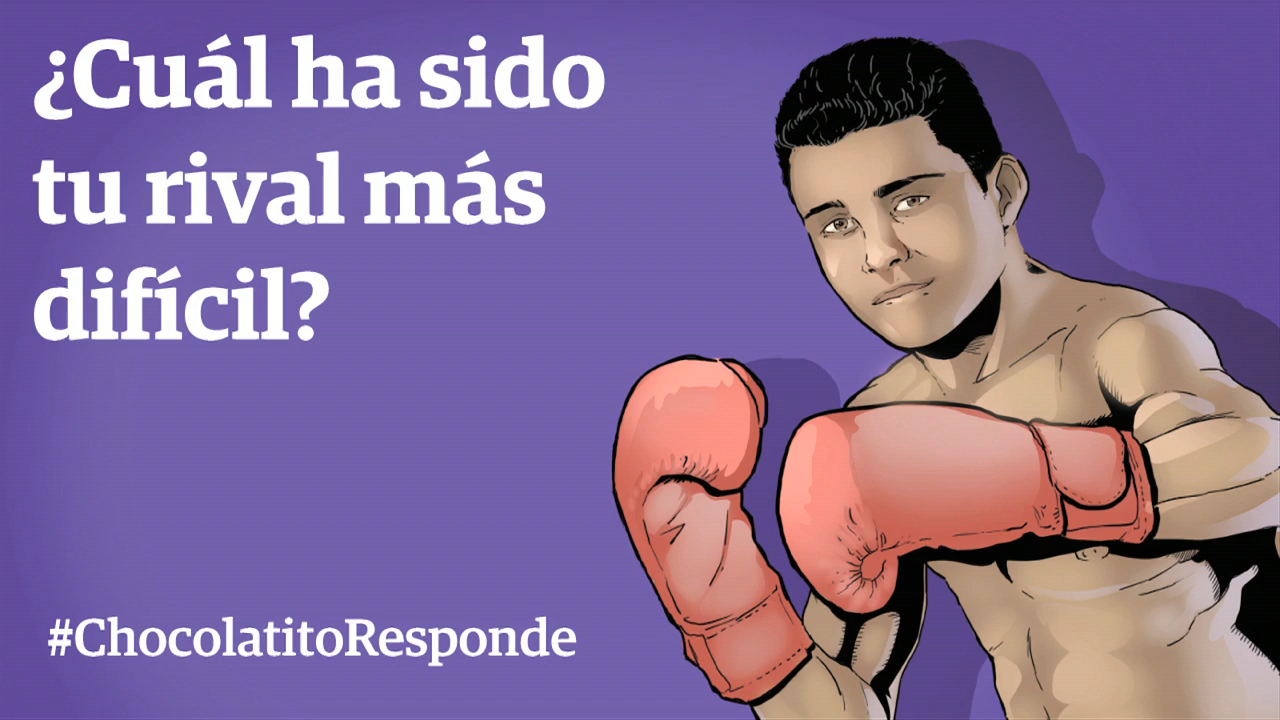 ¿Cuál ha sido
tu rival más
difícil?
#ChocolatitoResponde